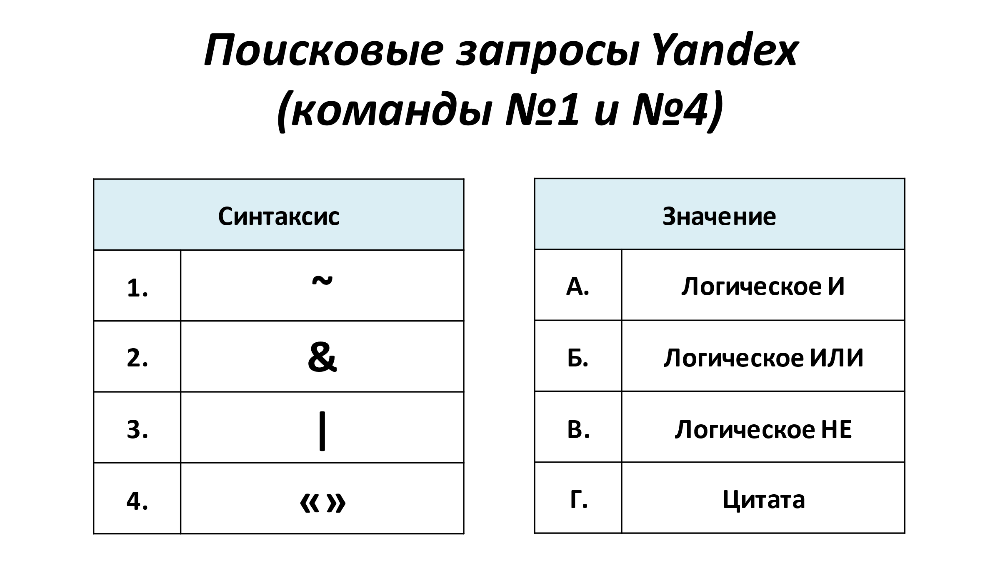 Поисковые запросы Yandex
(команды №1 и №4)
Синтаксис
1. ~
2. &
3. |
4. «»
Значение
А. Логическое И
Б. Логическое ИЛИ
В. Логическое НЕ
Г. Цитата